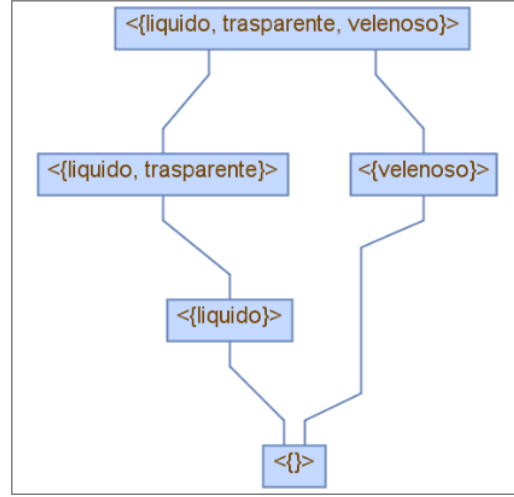 <{liquido, trasparente, velenoso}>
<{liquido, trasparente}>
<{velenoso}>
<{liquido}>
<{}>